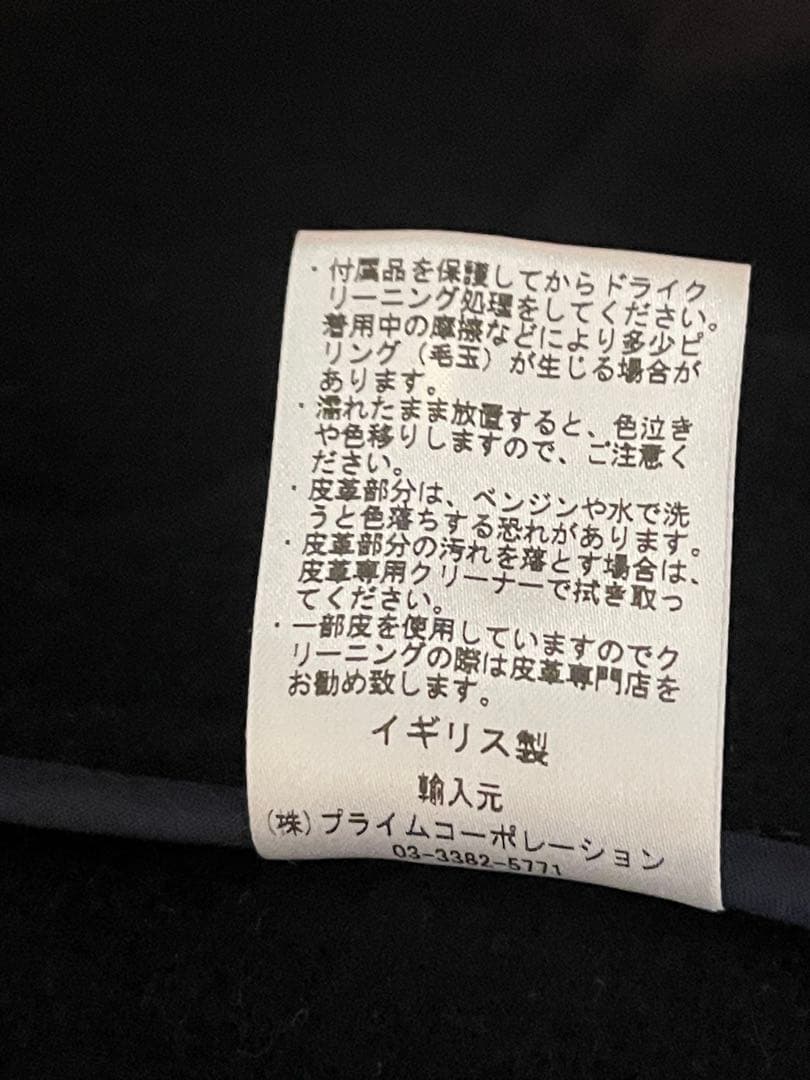 ・付属品を保護してからドライク
リーニング処理をしてください。
着用中の摩擦などにより多少ピ
リング（毛玉）が生じる場合が
あります。
・濡れたまま放置すると、色泣き
や色移りしますので、ご注意く
ださい。
・皮革部分は、ベンジンや水で洗
うと色落ちする恐れがあります。
・皮革部分の汚れを落とす場合は、
皮革専用クリーナーで拭き取っ
てください。
・一部皮を使用していますのでク
リーニングの際は皮革専門店を
お勧め致します。
イギリス製
輸入元
(株)プライムコーポレーション
03-3382-5771